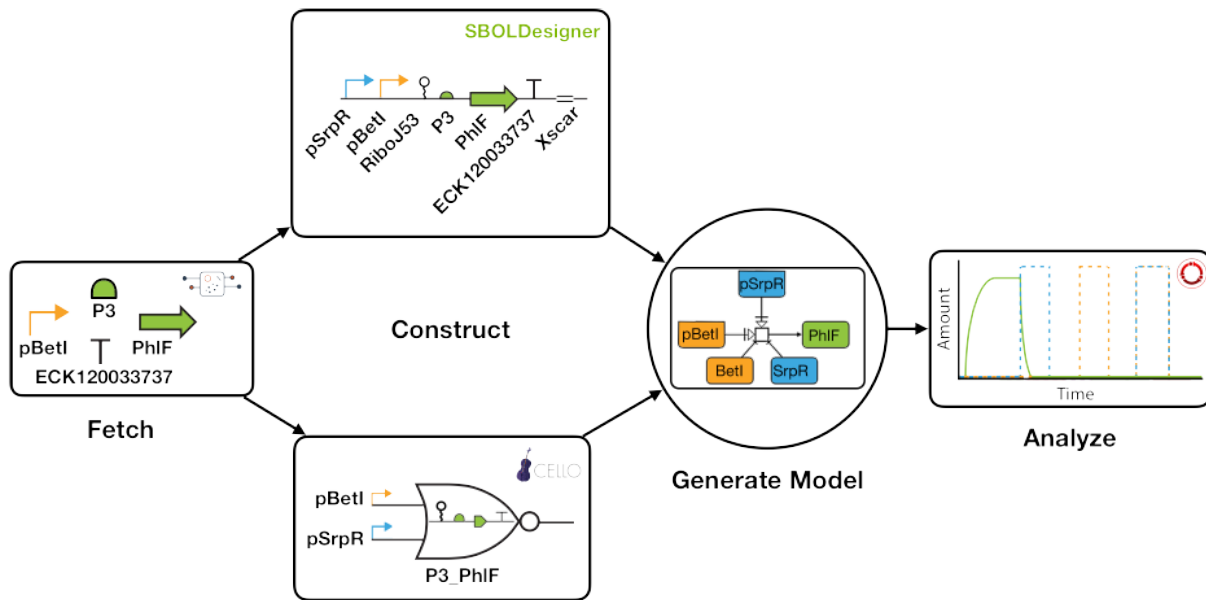 SBOLDesigner
pSrpR
pBetI
RiboJ53
P3
PhlF
ECK120033737
Xscar
P3
pBetI
PhlF
ECK120033737
Fetch
Construct
pSrpR
pBetI
PhlF
BetI
SrpR
Generate Model
Amount
Time
Analyze
CELLO
pBetI
pSrpR
P3_PhlF